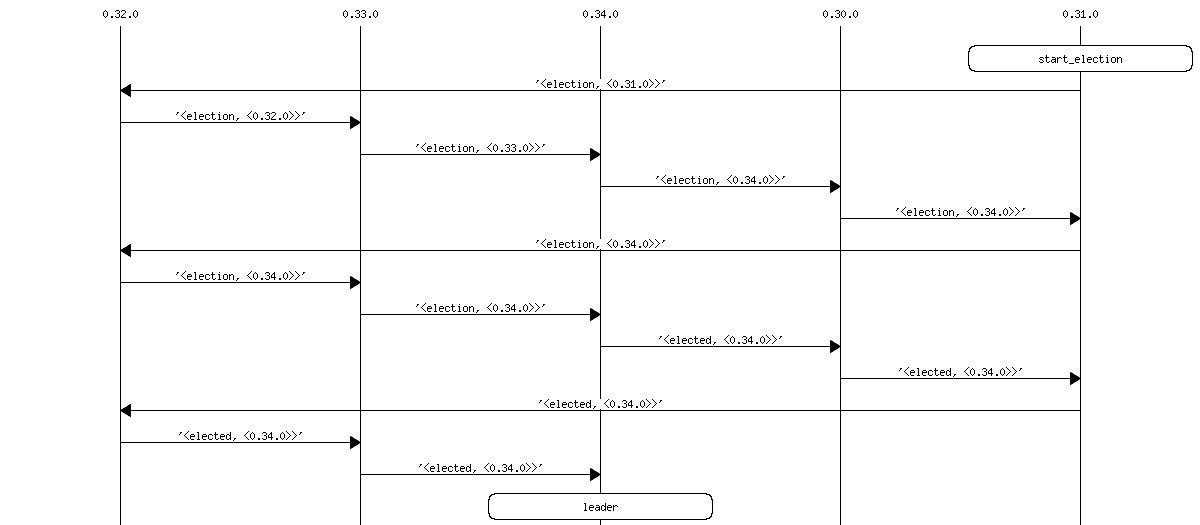 0.32.0 0.33.0 0.34.0 0.30.0 0.31.0
start_election
'<election, <0.31.0>>'
'<election, <0.32.0>>'
'<election, <0.33.0>>'
'<election, <0.34.0>>'
'<election, <0.34.0>>'
'<election, <0.34.0>>'
'<election, <0.34.0>>'
'<election, <0.34.0>>'
'<elected, <0.34.0>>'
'<elected, <0.34.0>>'
'<elected, <0.34.0>>'
'<elected, <0.34.0>>'
'<elected, <0.34.0>>'
leader